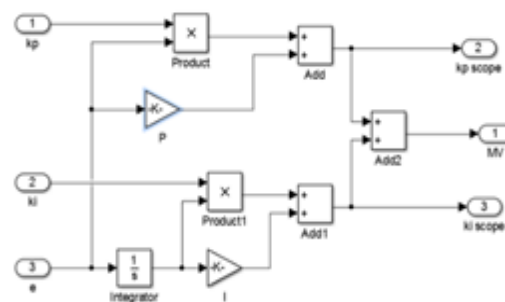 1
kp
×
Product
+
+
Add
2
kp scope
-K-
P
+
+
Add2
1
MV
2
ki
×
Product1
+
+
Add1
3
ki scope
3
e
1
s
Integrator
-K-
I